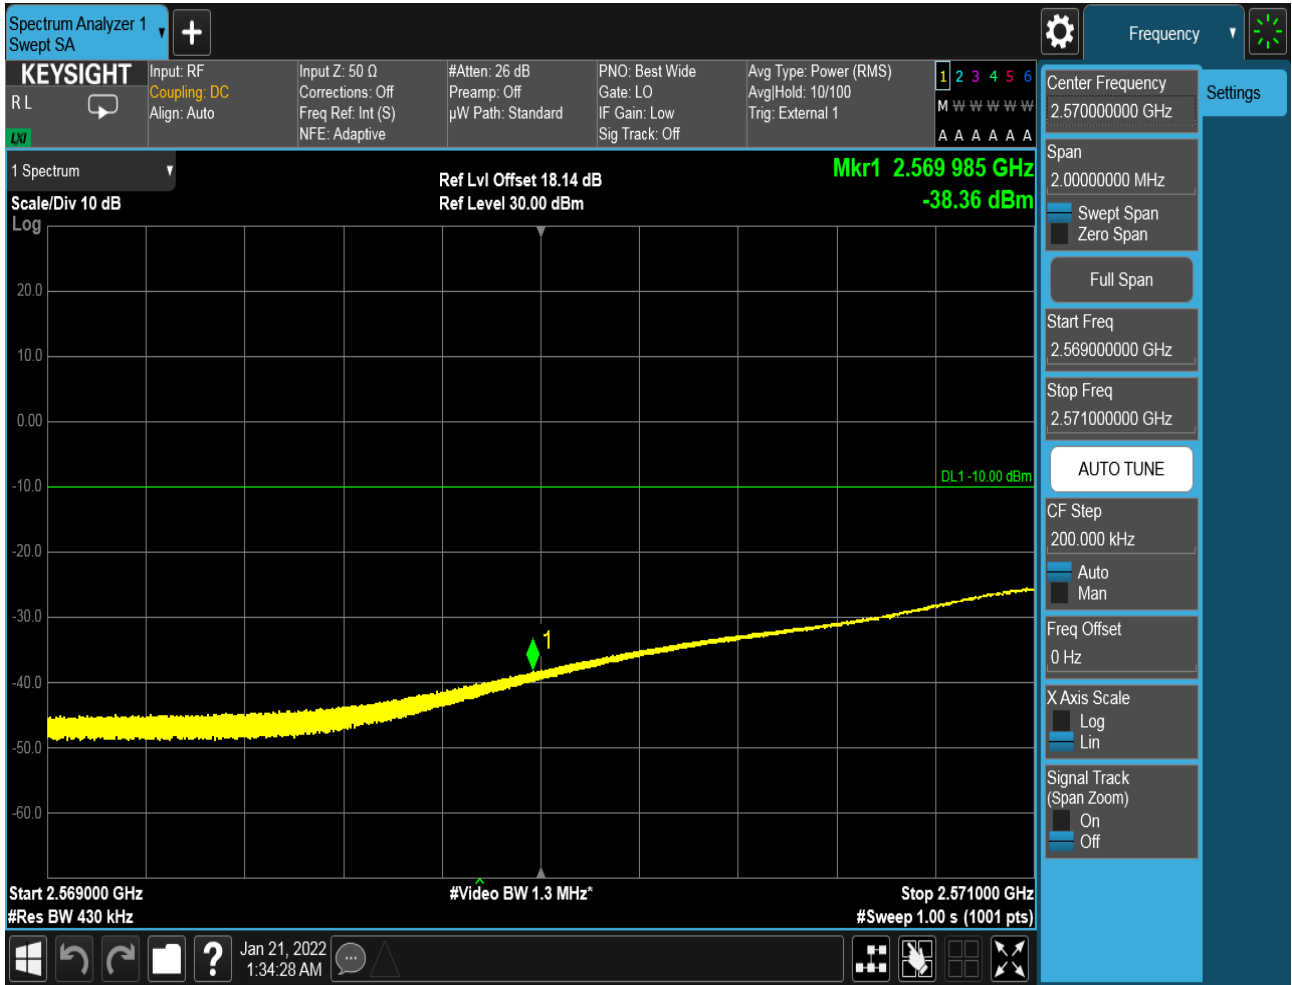 Spectrum Analyzer 1
Swept SA
Frequency
KEYSIGHT
R L
LXI
Input: RF
Coupling: DC
Align: Auto
Input Z: 50 Ω
Corrections: Off
Freq Ref: Int (S)
NFE: Adaptive
#Atten: 26 dB
Preamp: Off
µW Path: Standard
PNO: Best Wide
Gate: LO
IF Gain: Low
Sig Track: Off
Avg Type: Power (RMS)
Avg|Hold: 10/100
Trig: External 1
1 2 3 4 5 6
M W W W W W
A A A A A A
1 Spectrum
Scale/Div 10 dB
Log
Ref Lvl Offset 18.14 dB
Ref Level 30.00 dBm
Mkr1 2.569 985 GHz
-38.36 dBm
20.0
10.0
0.00
-10.0
-20.0
-30.0
-40.0
-50.0
-60.0
DL1 -10.00 dBm
1
Start 2.569000 GHz
#Res BW 430 kHz
#Video BW 1.3 MHz*
Stop 2.571000 GHz
#Sweep 1.00 s (1001 pts)
Center Frequency
2.570000000 GHz
Span
2.00000000 MHz
Swept Span
Zero Span
Full Span
Start Freq
2.569000000 GHz
Stop Freq
2.571000000 GHz
AUTO TUNE
CF Step
200.000 kHz
Auto
Man
Freq Offset
0 Hz
X Axis Scale
Log
Lin
Signal Track
(Span Zoom)
On
Off
Settings
?
Jan 21, 2022
1:34:28 AM